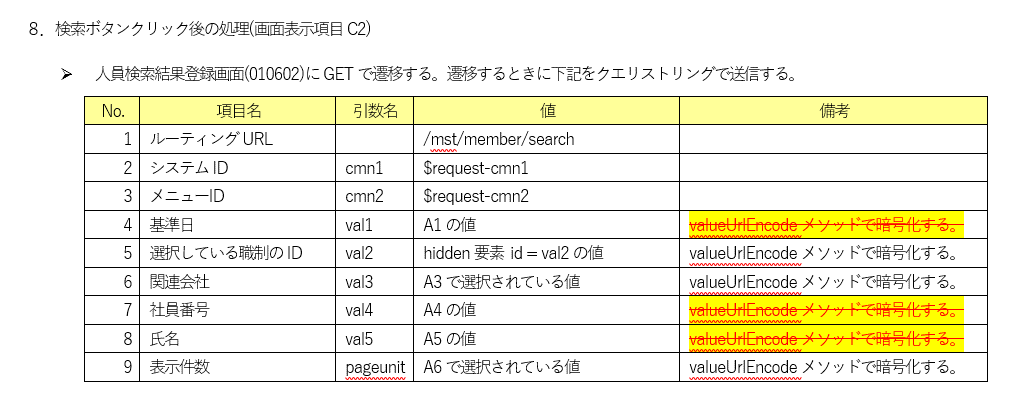 8. 検索ボタンクリック後の処理(画面表示項目 C2)
➢ 人員検索結果登録画面(010602)に GET で遷移する。遷移するときに下記をクエリストリングで送信する。
No. 項目名 引数名 値 備考
1 ルーティング URL /mst/member/search
2 システム ID cmn1 $request-cmn1
3 メニューID cmn2 $request-cmn2
4 基準日 val1 A1 の値 valueUrlEncode メソッドで暗号化する。
5 選択している職制の ID val2 hidden 要素 id = val2 の値 valueUrlEncode メソッドで暗号化する。
6 関連会社 val3 A3 で選択されている値 valueUrlEncode メソッドで暗号化する。
7 社員番号 val4 A4 の値 valueUrlEncode メソッドで暗号化する。
8 氏名 val5 A5 の値 valueUrlEncode メソッドで暗号化する。
9 表示件数 pageunit A6 で選択されている値 valueUrlEncode メソッドで暗号化する。